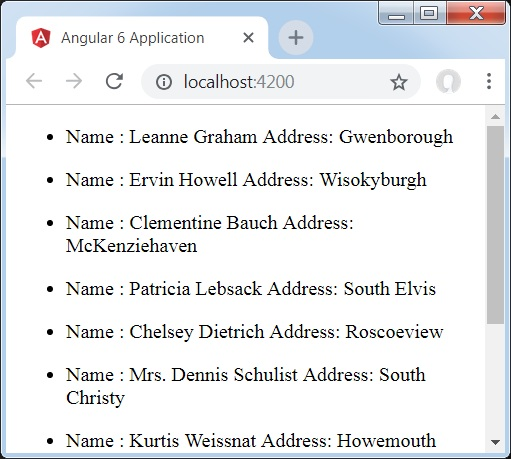 Angular 6 Application
localhost:4200
Name : Leanne Graham Address: Gwenborough
Name : Ervin Howell Address: Wisokyburgh
Name : Clementine Bauch Address:
McKenziehaven
Name : Patricia Lebsack Address: South Elvis
Name : Chelsey Dietrich Address: Roscoeview
Name : Mrs. Dennis Schulist Address: South
Christy
Name : Kurtis Weissnat Address: Howemouth